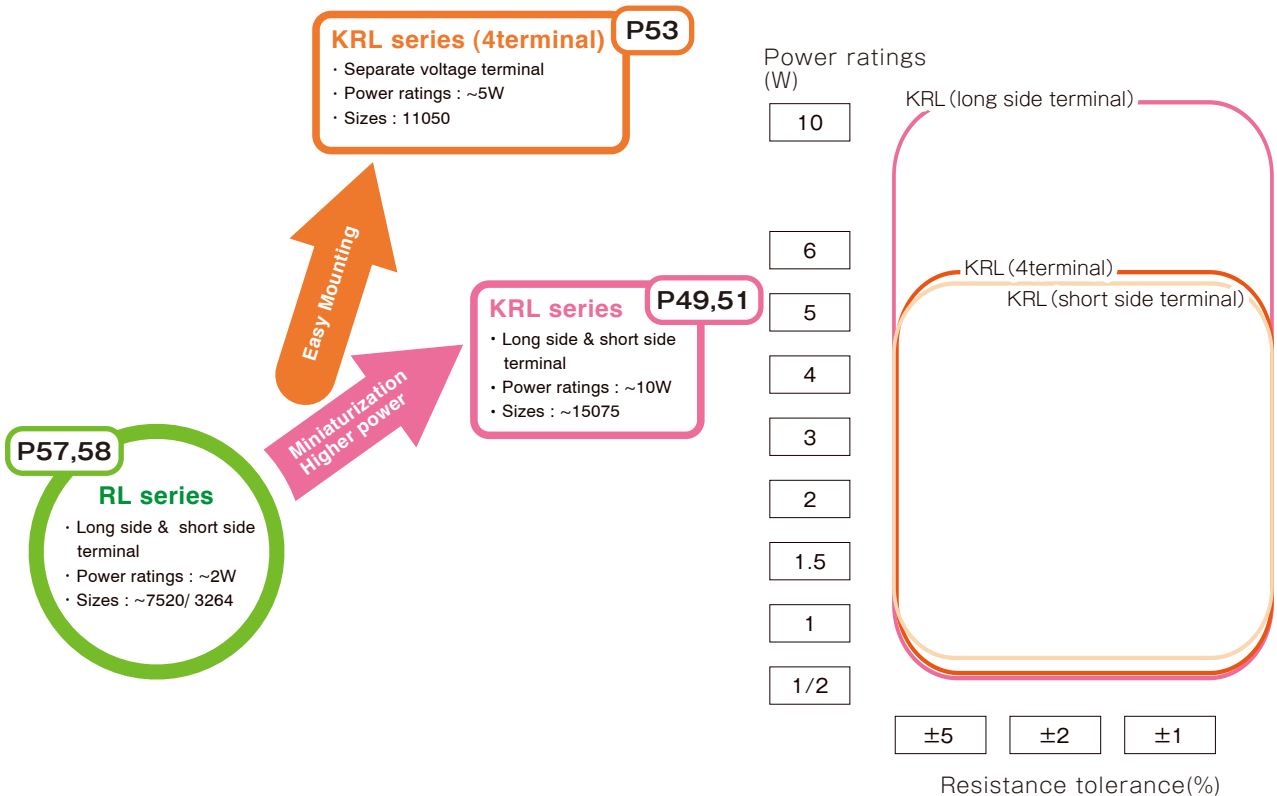 P53
KRL series (4terminal)
· Separate voltage terminal
· Power ratings : ~5W
· Sizes : 11050
Easy Mounting
P49,51
KRL series
· Long side & short side
terminal
· Power ratings : ~10W
· Sizes : ~15075
Miniaturization
Higher power
P57,58
RL series
· Long side & short side
terminal
· Power ratings : ~2W
· Sizes : ~7520/ 3264
Power ratings
(W)
10
6
5
4
3
2
1.5
1
1/2
KRL (long side terminal)
KRL (4terminal)
KRL (short side terminal)
±5 ±2 ±1
Resistance tolerance(%)